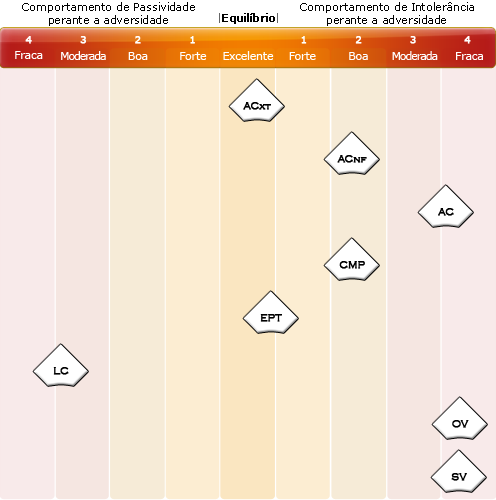 Comportamento de Passividade
perante a adversidade
|Equilíbrio|
Comportamento de Intolerância
perante a adversidade
4 3 2 1 1 2 3 4
Fraca Moderada Boa Forte Excelente Forte Boa Moderada Fraca
ACXT
ACNF
AC
CMP
EPT
LC
OV
SV